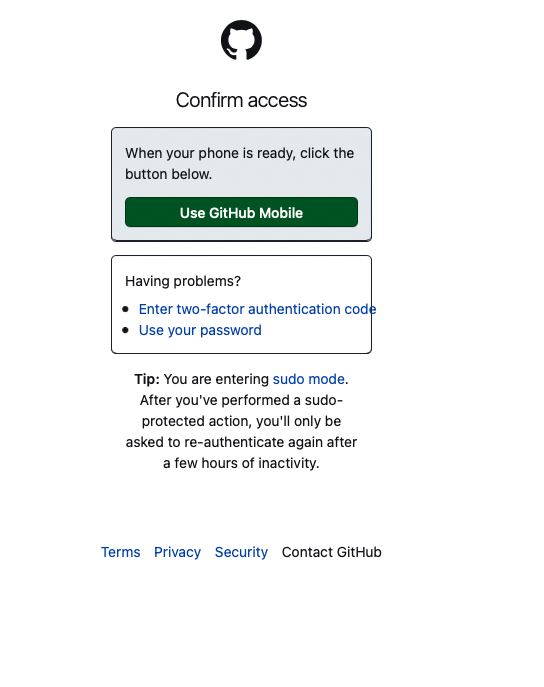 Confirm access
When your phone is ready, click the
button below.
Use GitHub Mobile
Having problems?
Enter two-factor authentication code
Use your password
Tip: You are entering sudo mode.
After you've performed a sudo-
protected action, you'll only be
asked to re-authenticate again after
a few hours of inactivity.
Terms Privacy Security Contact GitHub